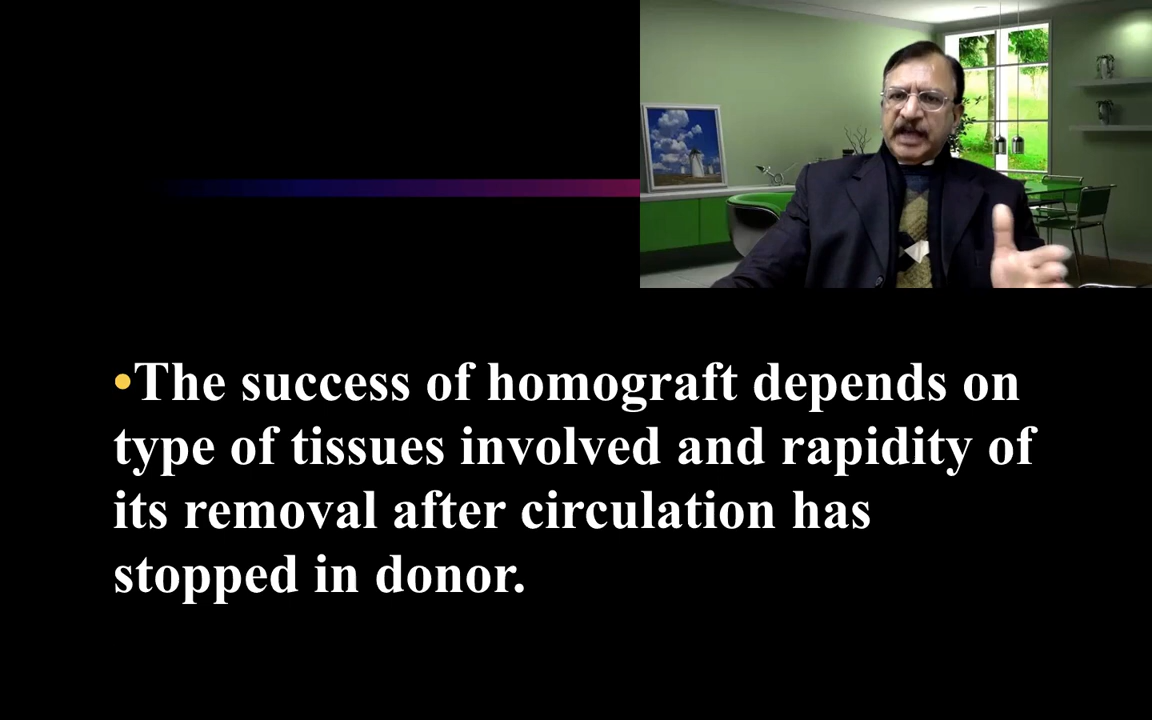 •The success of homograft depends on
type of tissues involved and rapidity of
its removal after circulation has
stopped in donor.